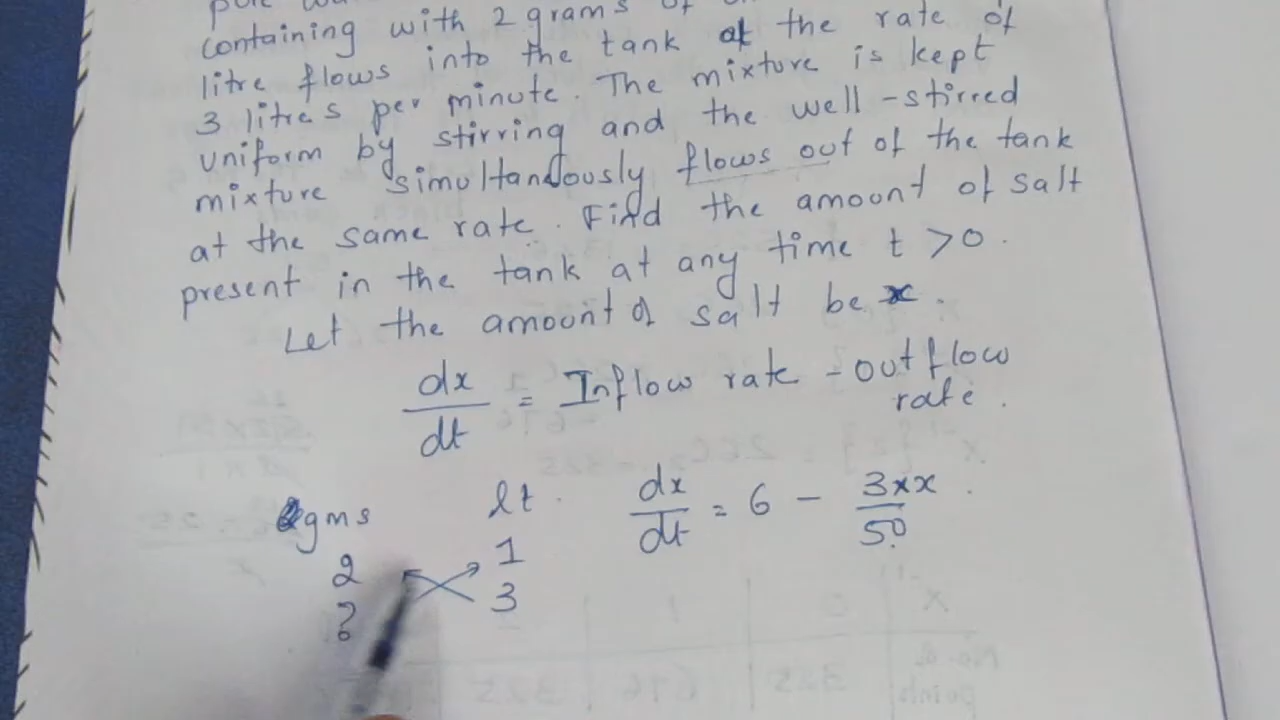 containing with 2 grams of
litre flows into the tank at the rate of
3 litres per minute. The mixture is kept
uniform by stirring and the well-stirred
mixture simultaneously flows out of the tank
at the same rate. Find the amount of salt
present in the tank at any time t > 0.
Let the amount of salt be x.
dx/dt = Inflow rate - outflow rate.
gms lt. dx/dt = 6 - 3×x/50.
2 1
? 3